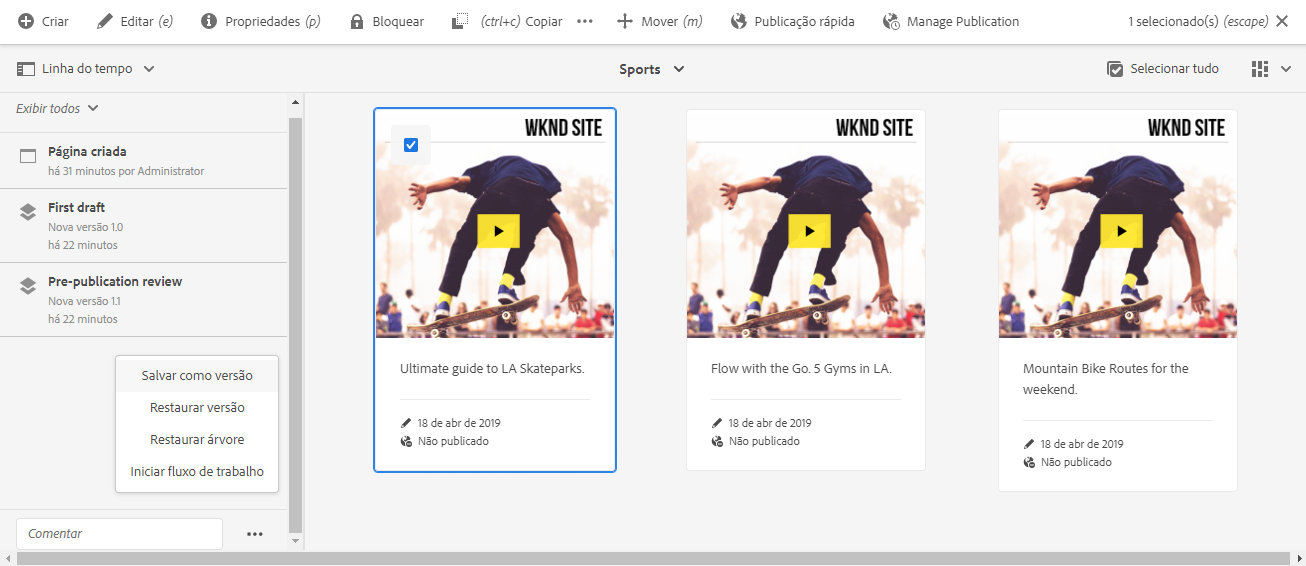 Criar Editar (e) Propriedades (p) Bloquear (ctrl+c) Copiar Mover (m) Publicação rápida Manage Publication 1 selecionado(s) (escape)
Linha do tempo Sports Selecionar tudo
Exibir todos
Página criada
há 31 minutos por Administrator
First draft
Nova versão 1.0
há 22 minutos
Pre-publication review
Nova versão 1.1
há 22 minutos
Salvar como versão
Restaurar versão
Restaurar árvore
Iniciar fluxo de trabalho
Comentar
WKND SITE
Ultimate guide to LA Skateparks.
18 de abr de 2019
Não publicado
WKND SITE
Flow with the Go. 5 Gyms in LA.
18 de abr de 2019
Não publicado
WKND SITE
Mountain Bike Routes for the
weekend.
18 de abr de 2019
Não publicado